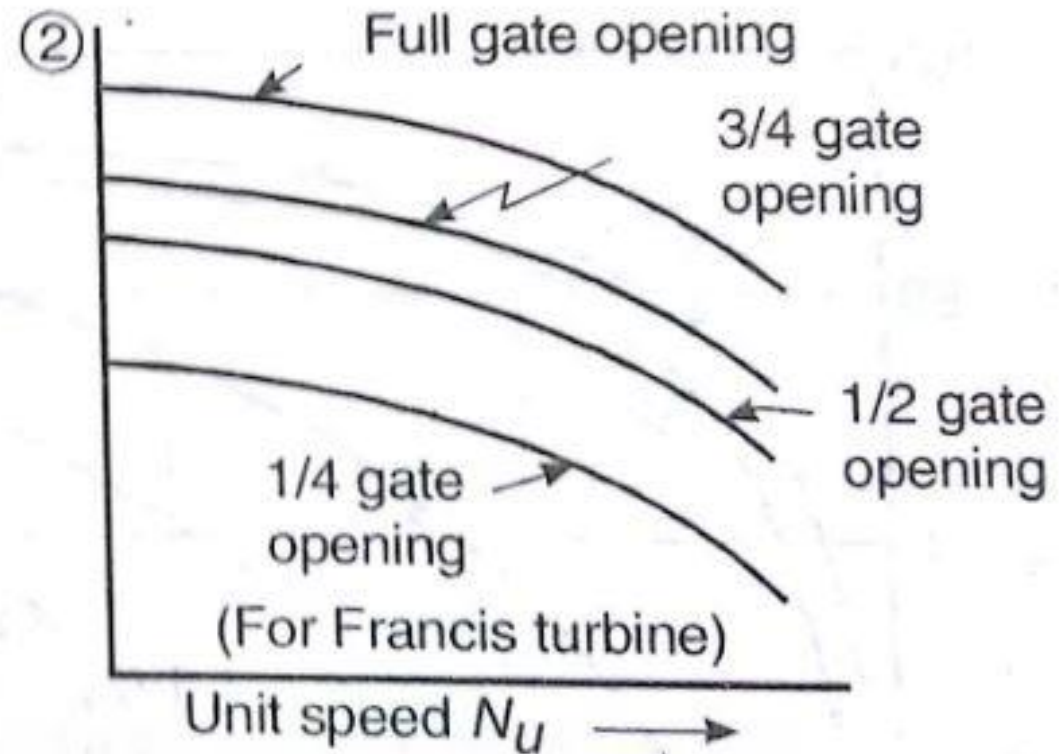 ②
Full gate opening
3/4 gate
opening
1/2 gate
opening
1/4 gate
opening
(For Francis turbine)
Unit speed Nu